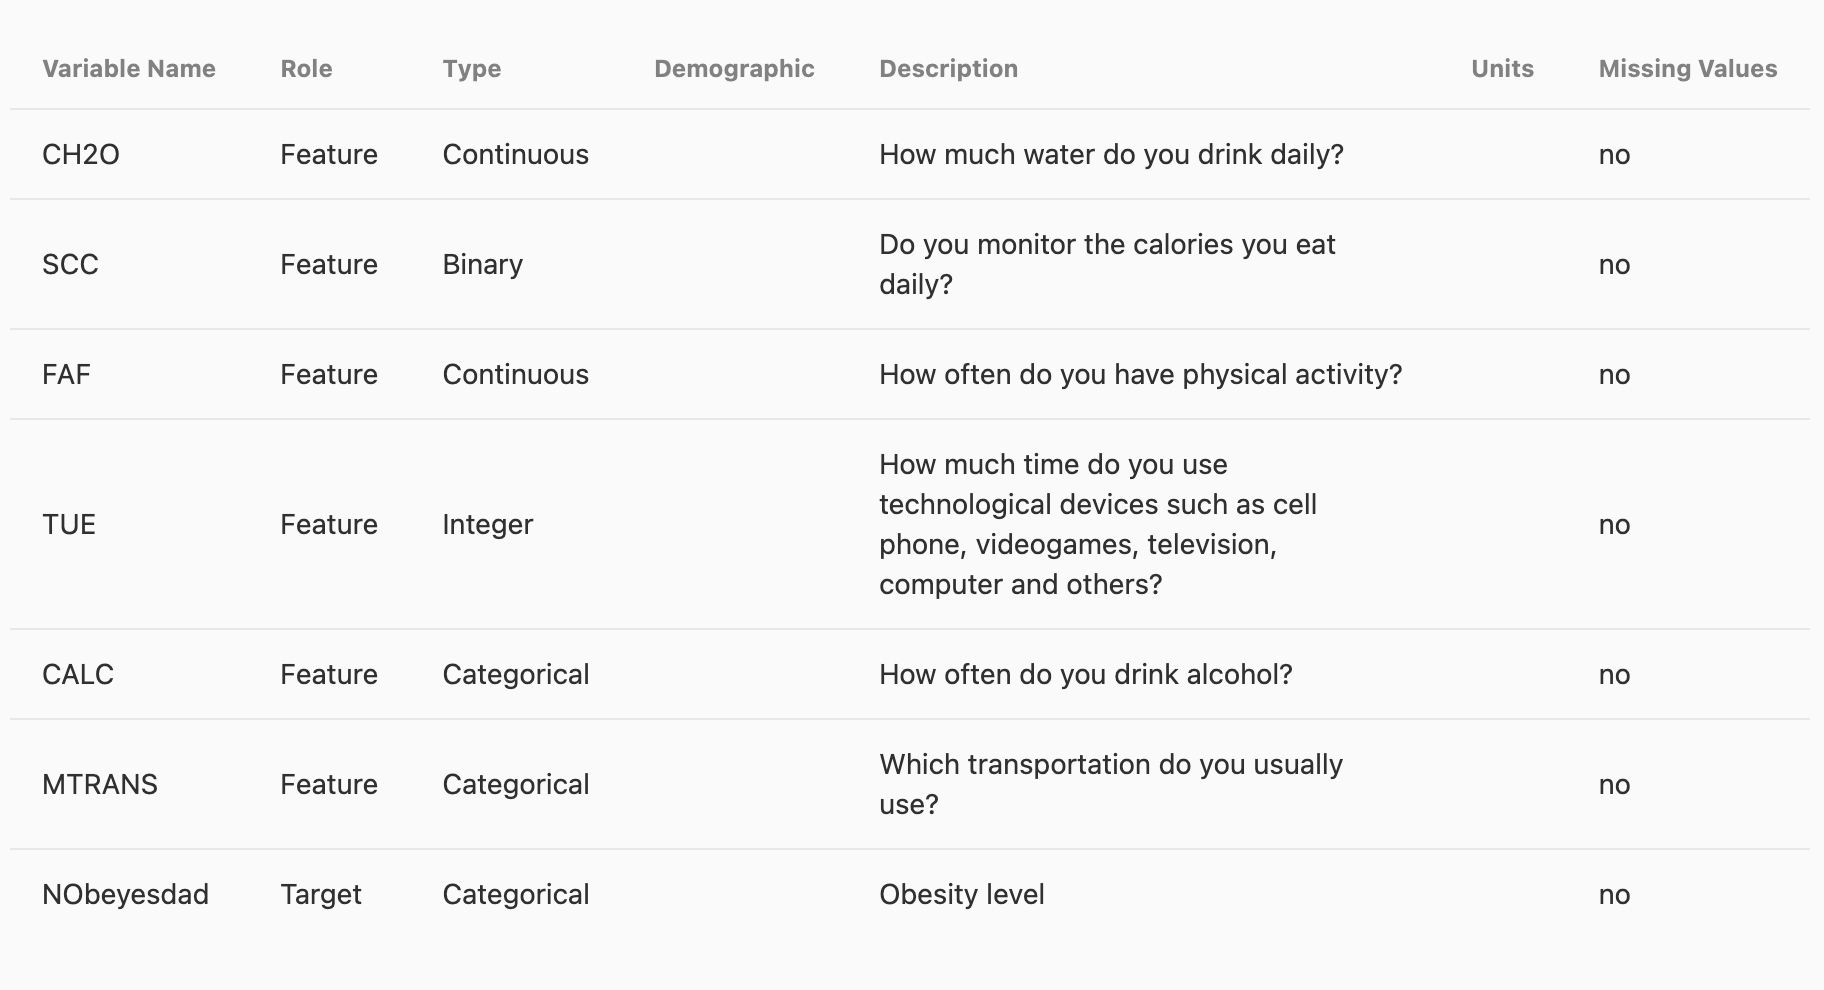 Variable Name Role Type Demographic Description Units Missing Values
CH2O Feature Continuous How much water do you drink daily? no
SCC Feature Binary Do you monitor the calories you eat
daily? no
FAF Feature Continuous How often do you have physical activity? no
TUE Feature Integer How much time do you use
technological devices such as cell
phone, videogames, television,
computer and others? no
CALC Feature Categorical How often do you drink alcohol? no
MTRANS Feature Categorical Which transportation do you usually
use? no
NObeyesdad Target Categorical Obesity level no